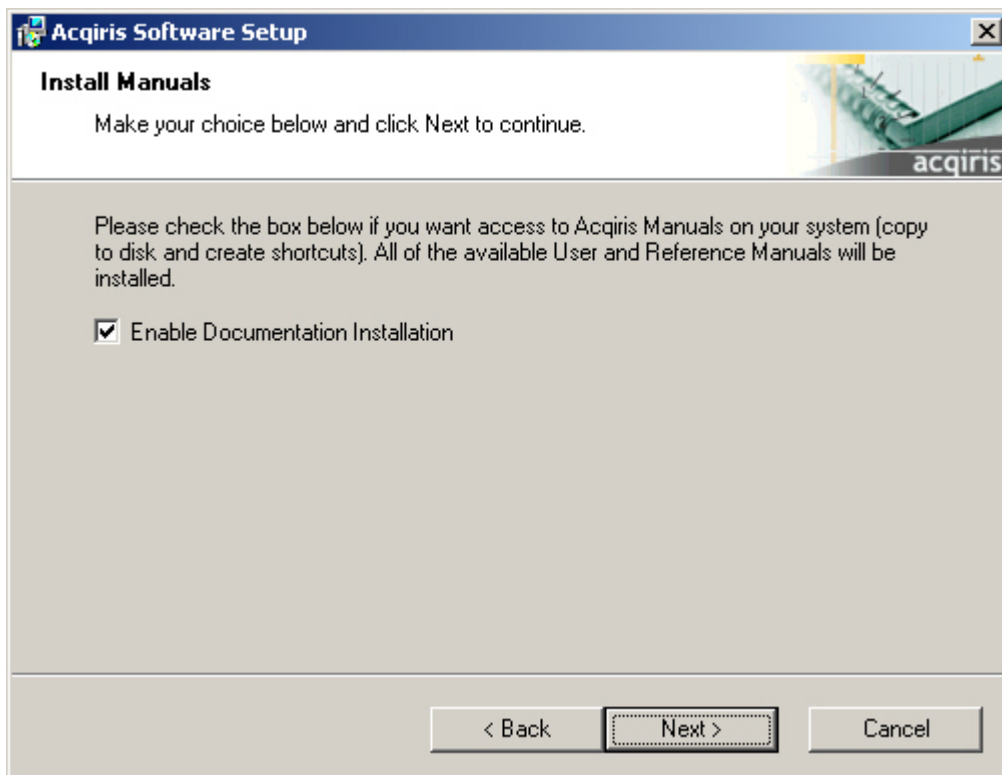 Acqiris Software Setup
Install Manuals
Make your choice below and click Next to continue.
acqiris
Please check the box below if you want access to Acqiris Manuals on your system (copy
to disk and create shortcuts). All of the available User and Reference Manuals will be
installed.
Enable Documentation Installation
< Back
Next >
Cancel